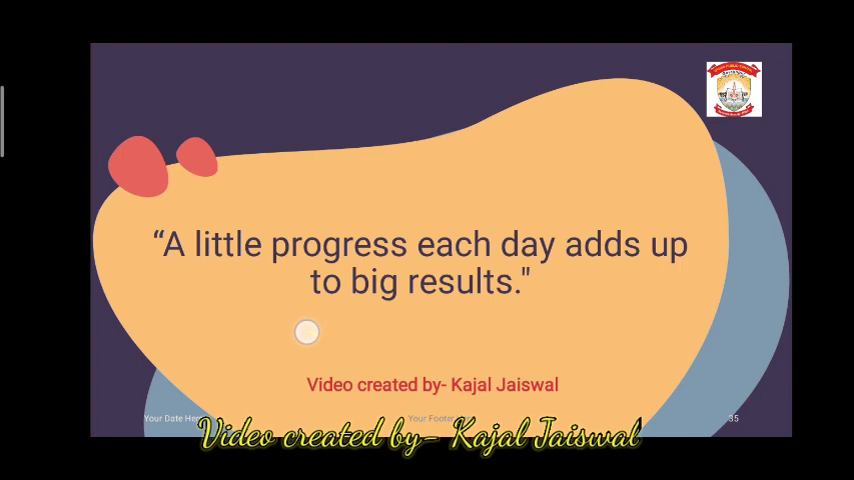 “A little progress each day adds up
to big results."
Video created by- Kajal Jaiswal
Your Date Her
Your Footer
35
Video created by- Kajal Jaiswal